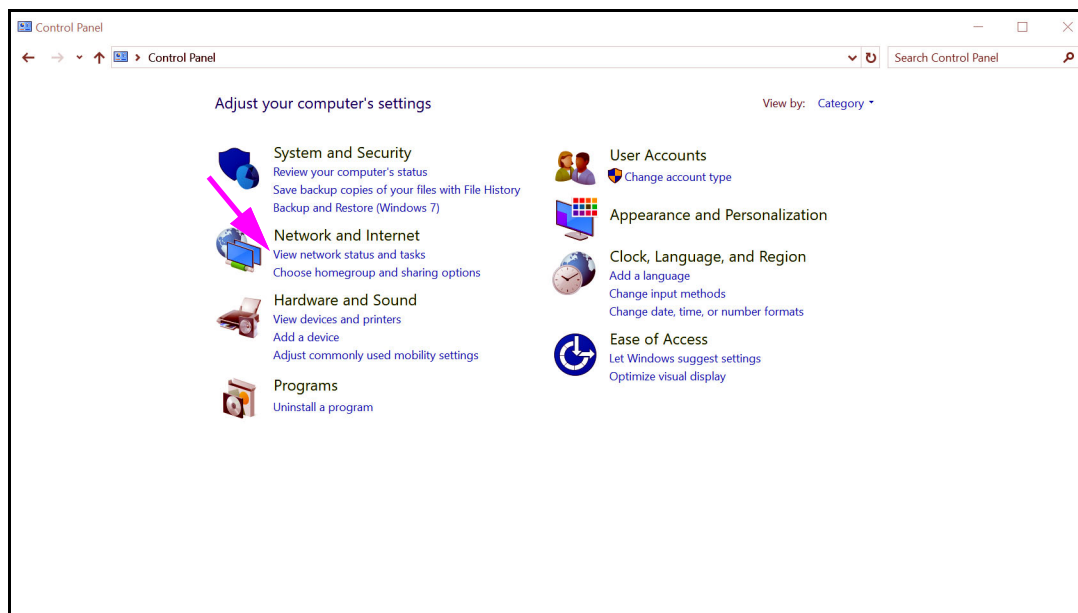 Control Panel
Control Panel
Search Control Panel
Adjust your computer's settings
View by: Category
System and Security
Review your computer's status
Save backup copies of your files with File History
Backup and Restore (Windows 7)
Network and Internet
View network status and tasks
Choose homegroup and sharing options
Hardware and Sound
View devices and printers
Add a device
Adjust commonly used mobility settings
Programs
Uninstall a program
User Accounts
Change account type
Appearance and Personalization
Clock, Language, and Region
Add a language
Change input methods
Change date, time, or number formats
Ease of Access
Let Windows suggest settings
Optimize visual display